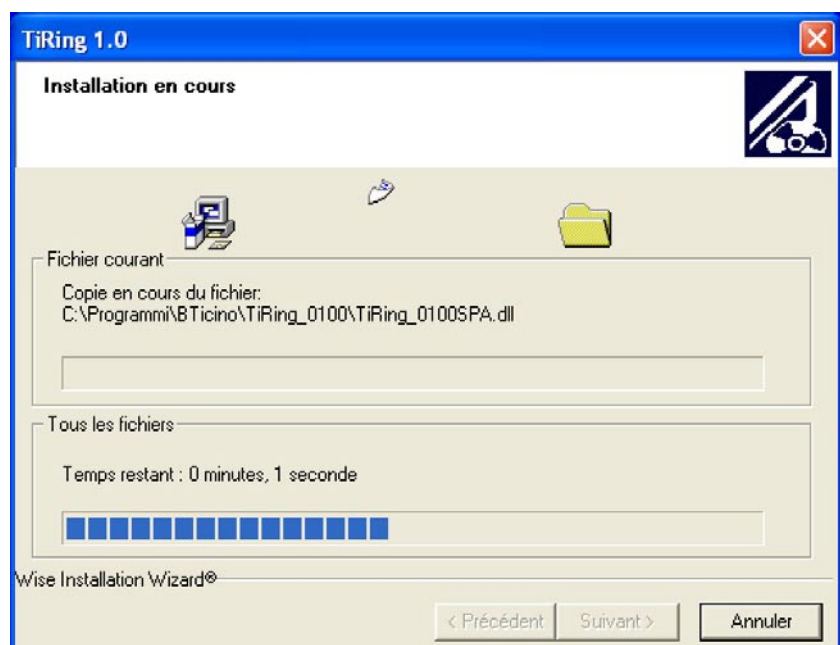 TiRing 1.0
Installation en cours
Fichier courant
Copie en cours du fichier:
C:\Programmi\BTicino\TiRing_0100\TiRing_0100SPA.dll
Tous les fichiers
Temps restant : 0 minutes, 1 seconde
Wise Installation Wizard®
< Précédent
Suivant >
Annuler